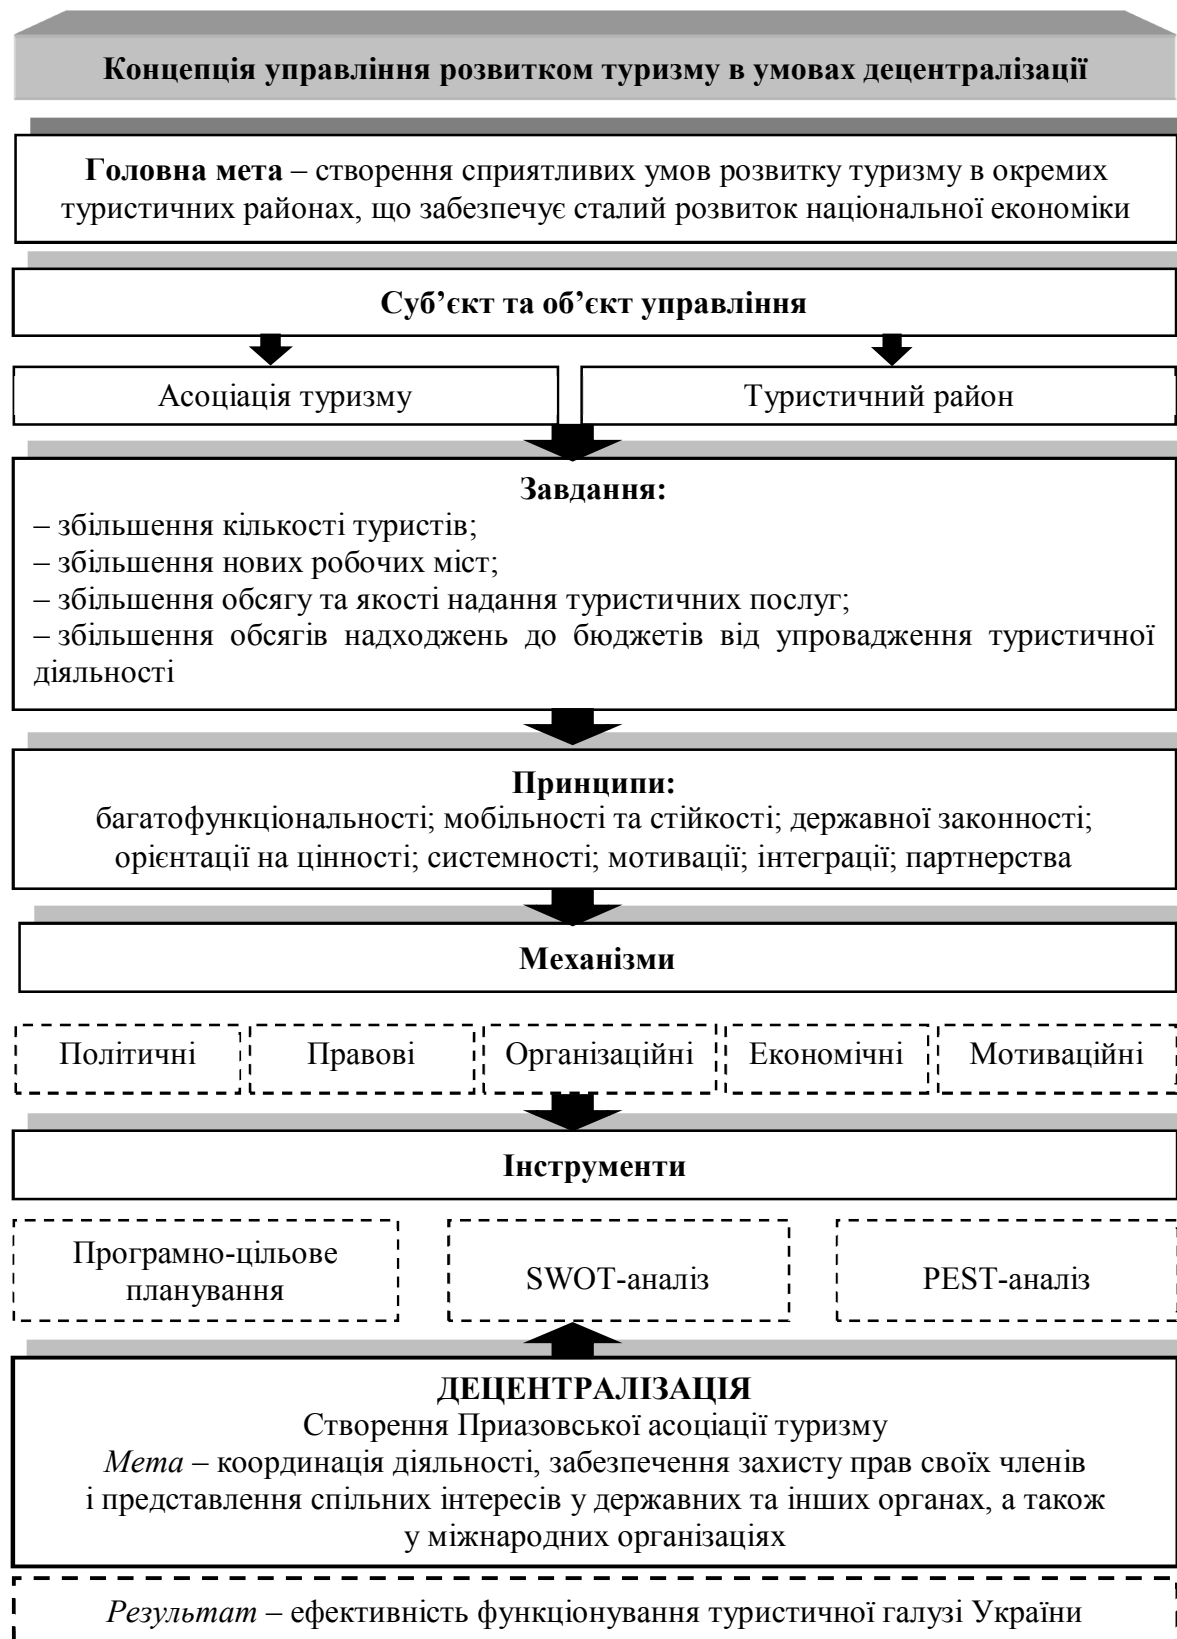 Концепція управління розвитком туризму в умовах децентралізації
Головна мета – створення сприятливих умов розвитку туризму в окремих
туристичних районах, що забезпечує сталий розвиток національної економіки
Суб’єкт та об’єкт управління
Асоціація туризму
Туристичний район
Завдання:
– збільшення кількості туристів;
– збільшення нових робочих міст;
– збільшення обсягу та якості надання туристичних послуг;
– збільшення обсягів надходжень до бюджетів від упровадження туристичної
діяльності
Принципи:
багатофункціональності; мобільності та стійкості; державної законності;
орієнтації на цінності; системності; мотивації; інтеграції; партнерства
Механізми
Політичні
Правові
Організаційні
Економічні
Мотиваційні
Інструменти
Програмно-цільове
планування
SWOT-аналіз
PEST-аналіз
ДЕЦЕНТРАЛІЗАЦІЯ
Створення Приазовської асоціації туризму
Мета – координація діяльності, забезпечення захисту прав своїх членів
і представлення спільних інтересів у державних та інших органах, а також
у міжнародних організаціях
Результат – ефективність функціонування туристичної галузі України